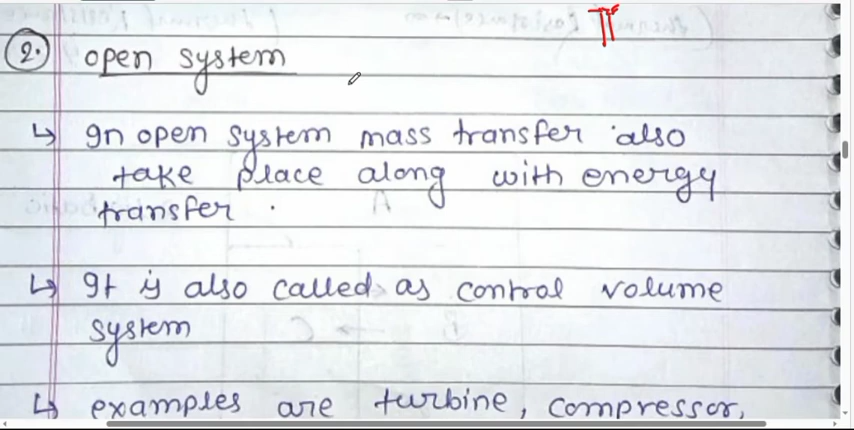 2. open system
↳ In open system mass transfer also
take place along with energy
transfer.
↳ It is also called as control volume
system
↳ examples are turbine, compressor,